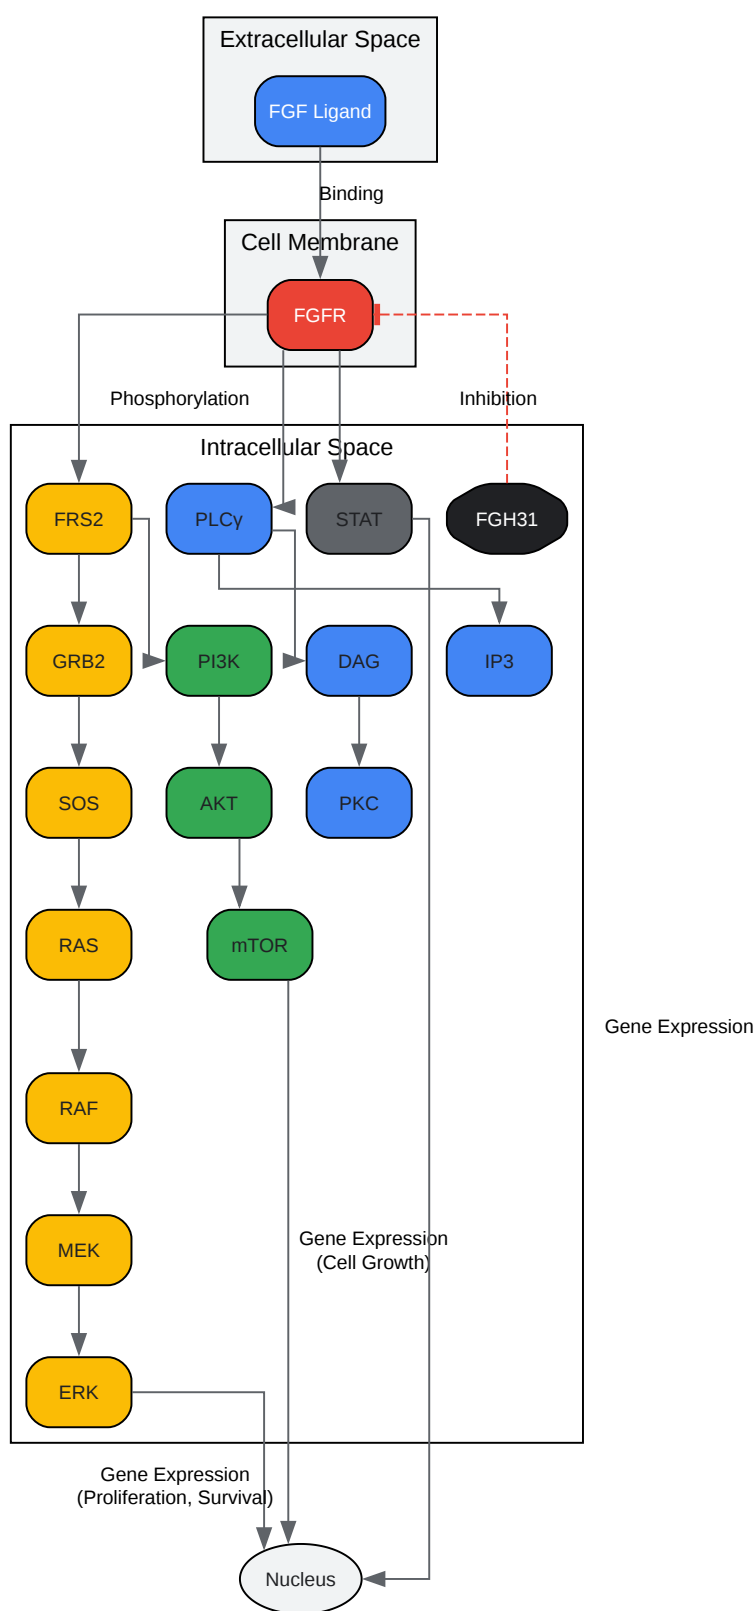 Extracellular Space
FGF Ligand
Binding
Cell Membrane
FGFR
Phosphorylation
Inhibition
Intracellular Space
FRS2
PLCγ
STAT
FGH31
GRB2
PI3K
DAG
IP3
SOS
AKT
PKC
RAS
mTOR
Gene Expression
RAF
MEK
Gene Expression
(Cell Growth)
ERK
Gene Expression
(Proliferation, Survival)
Nucleus